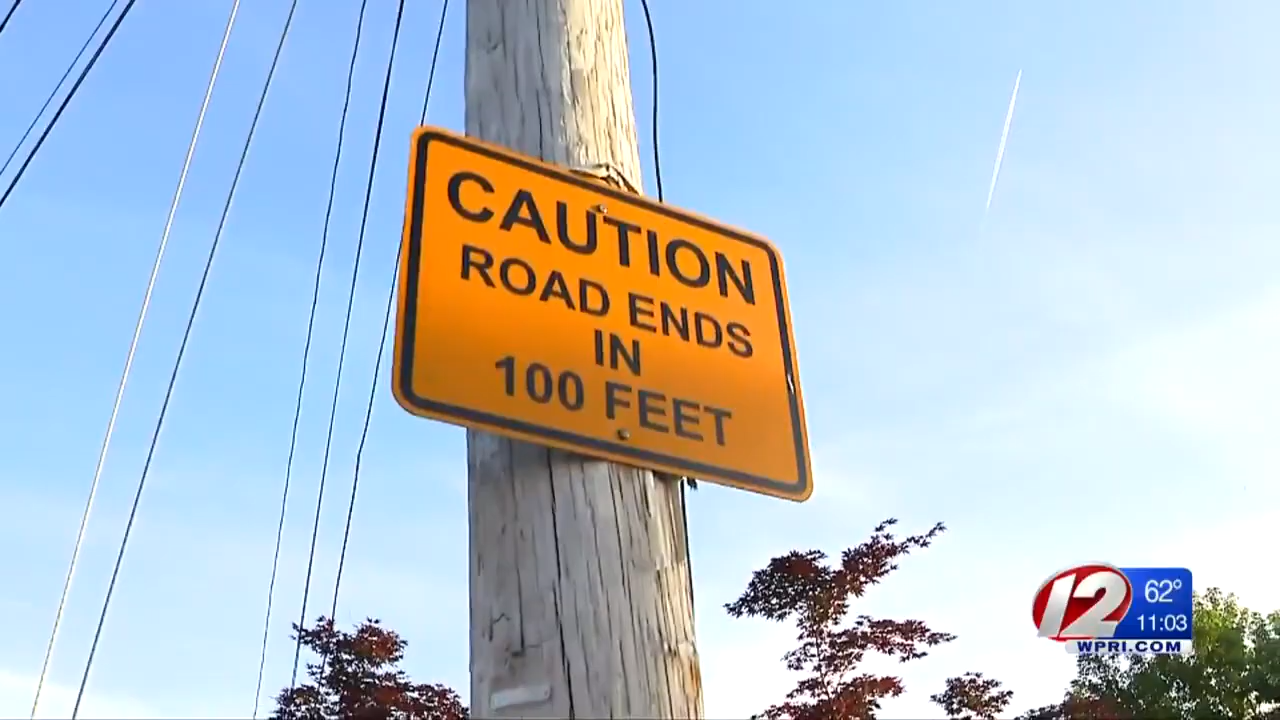 CAUTION
ROAD ENDS
IN
100 FEET
12
62°
11:03
WPRI.COM